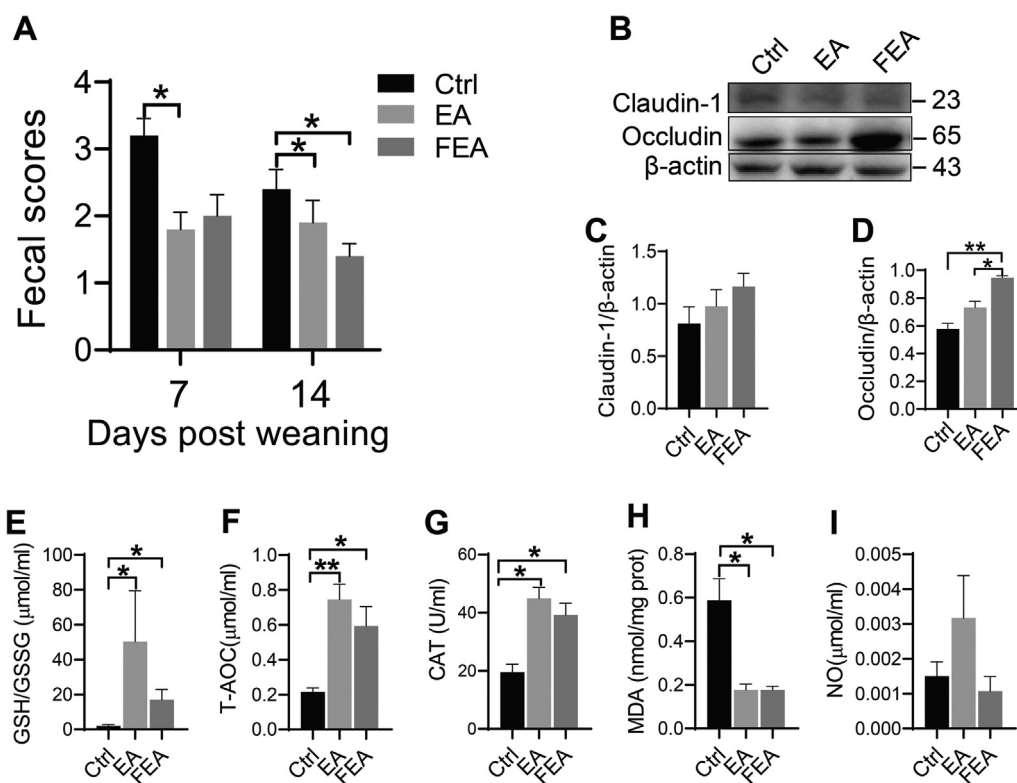 A
Fecal scores
4
3
2
1
0
*
*
*
7
14
Days post weaning
Ctrl
EA
FEA
B
Ctrl EA FEA
Claudin-1 23
Occludin 65
β-actin 43
C
Claudin-1/β-actin
1.5
1.0
0.5
0.0
Ctrl EA FEA
D
Occludin/β-actin
1.0
0.8
0.6
0.4
0.2
0.0
**
*
Ctrl EA FEA
E
GSH/GSSG (μmol/ml)
100
80
60
40
20
0
*
*
Ctrl EA FEA
F
T-AOC(μmol/ml)
1.0
0.8
0.6
0.4
0.2
0.0
*
**
Ctrl EA FEA
G
CAT (U/ml)
60
40
20
0
*
*
Ctrl EA FEA
H
MDA (nmol/mg prot)
0.8
0.6
0.4
0.2
0.0
*
*
Ctrl EA FEA
I
NO(μmol/ml)
0.005
0.004
0.003
0.002
0.001
0.000
Ctrl EA FEA